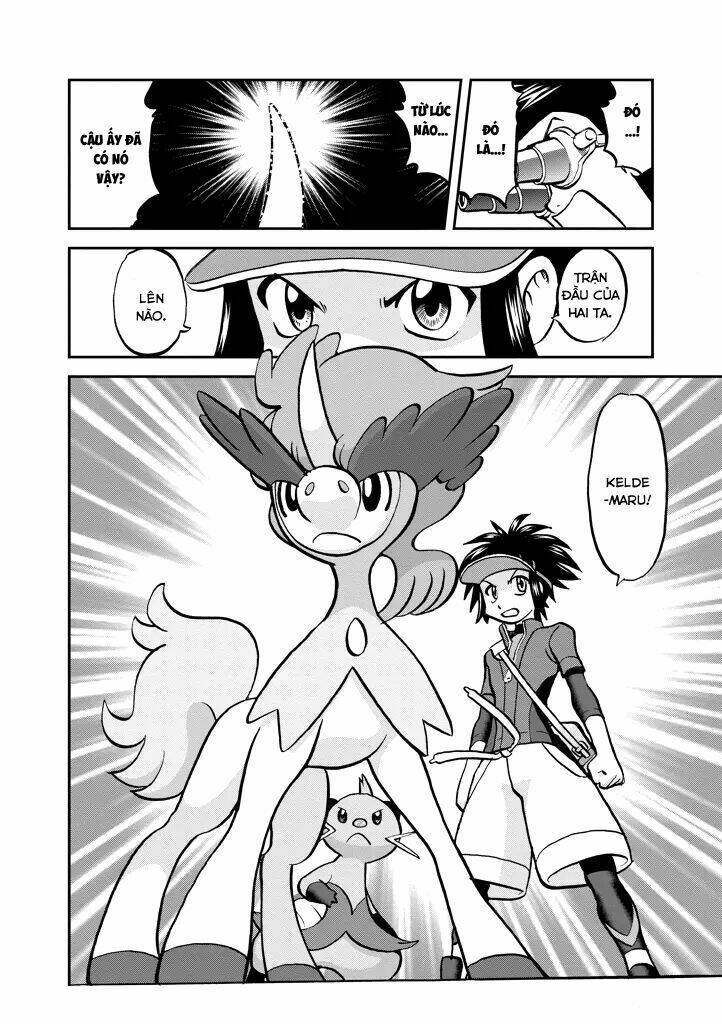 ĐÓ
...!
ĐÓ
LÀ...!
TỪ LÚC
NÀO...
CẬU ẤY ĐÃ
CÓ NÓ
VẬY?
TRẬN
ĐẦU CỦA
HAI TA.
LÊN
NÀO.
KELDE
-MARU!